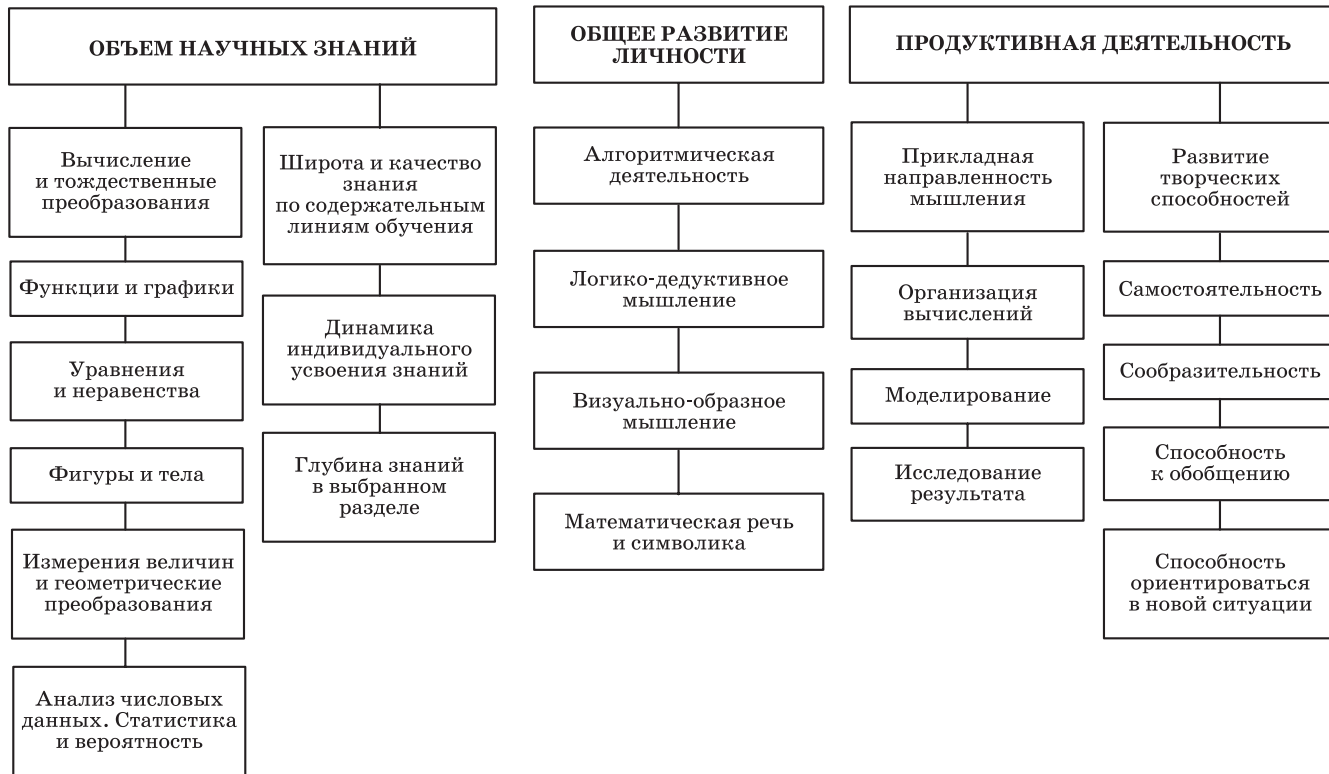 ОБЪЕМ НАУЧНЫХ ЗНАНИЙ
Вычисление
и тождественные
преобразования
Функции и графики
Уравнения
и неравенства
Фигуры и тела
Измерения величин
и геометрические
преобразования
Анализ числовых
данных. Статистика
и вероятность
Широта и качество
знания
по содержательным
линиям обучения
Динамика
индивидуального
усвоения знаний
Глубина знаний
в выбранном
разделе
ОБЩЕЕ РАЗВИТИЕ
ЛИЧНОСТИ
Алгоритмическая
деятельность
Логико-дедуктивное
мышление
Визуально-образное
мышление
Математическая речь
и символика
ПРОДУКТИВНАЯ ДЕЯТЕЛЬНОСТЬ
Прикладная
направленность
мышления
Организация
вычислений
Моделирование
Исследование
результата
Развитие
творческих
способностей
Самостоятельность
Сообразительность
Способность
к обобщению
Способность
ориентироваться
в новой ситуации